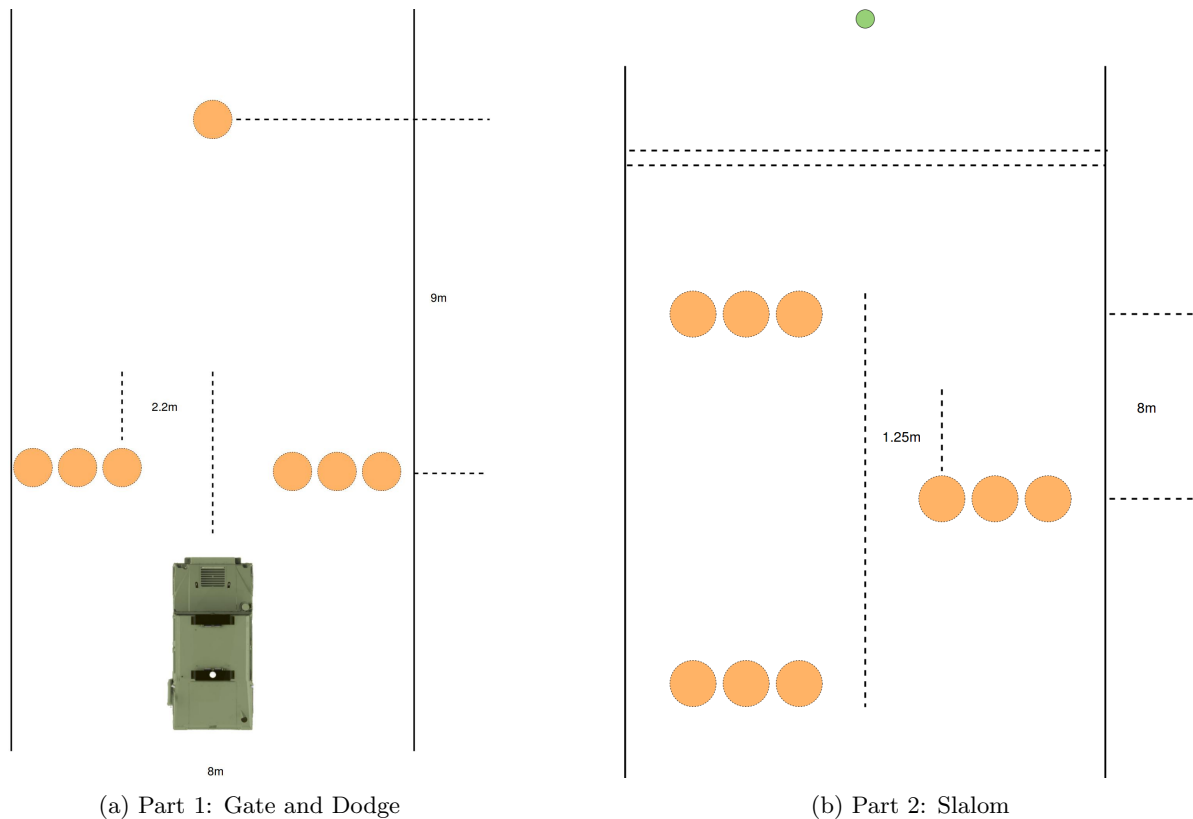 9m
2.2m
8m
(a) Part 1: Gate and Dodge
1.25m
8m
(b) Part 2: Slalom